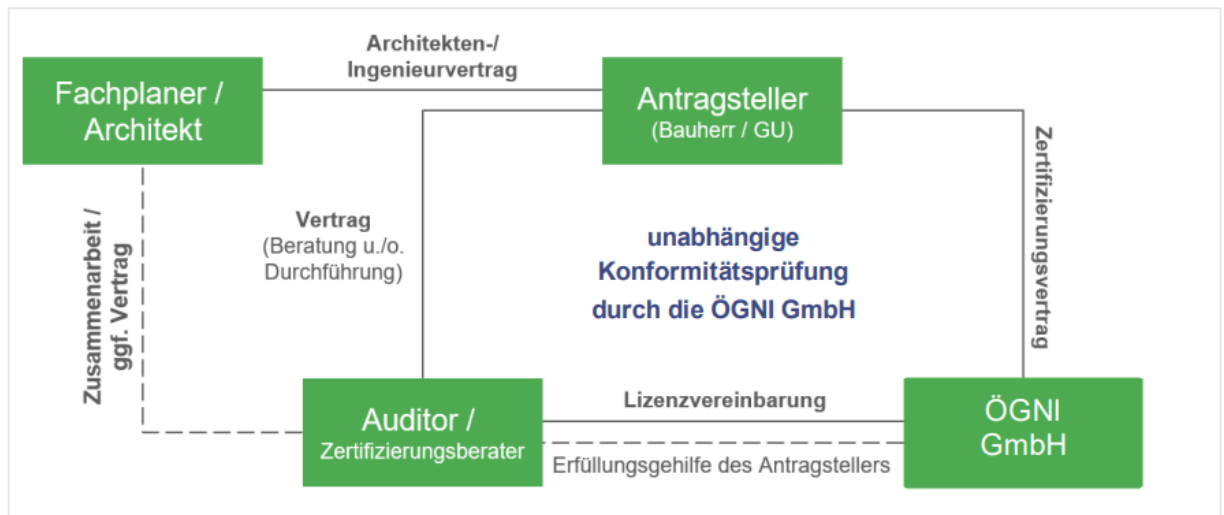 Architekten-/
Ingenieurvertrag
Fachplaner /
Architekt
Antragsteller
(Bauherr / GU)
Zertifizierungsvertrag
Zusammenarbeit /
ggf. Vertrag
Vertrag
(Beratung u./o.
Durchführung)
unabhängige
Konformitätsprüfung
durch die ÖGNI GmbH
Auditor /
Zertifizierungsberater
Lizenzvereinbarung
Erfüllungsgehilfe des Antragstellers
ÖGNI
GmbH